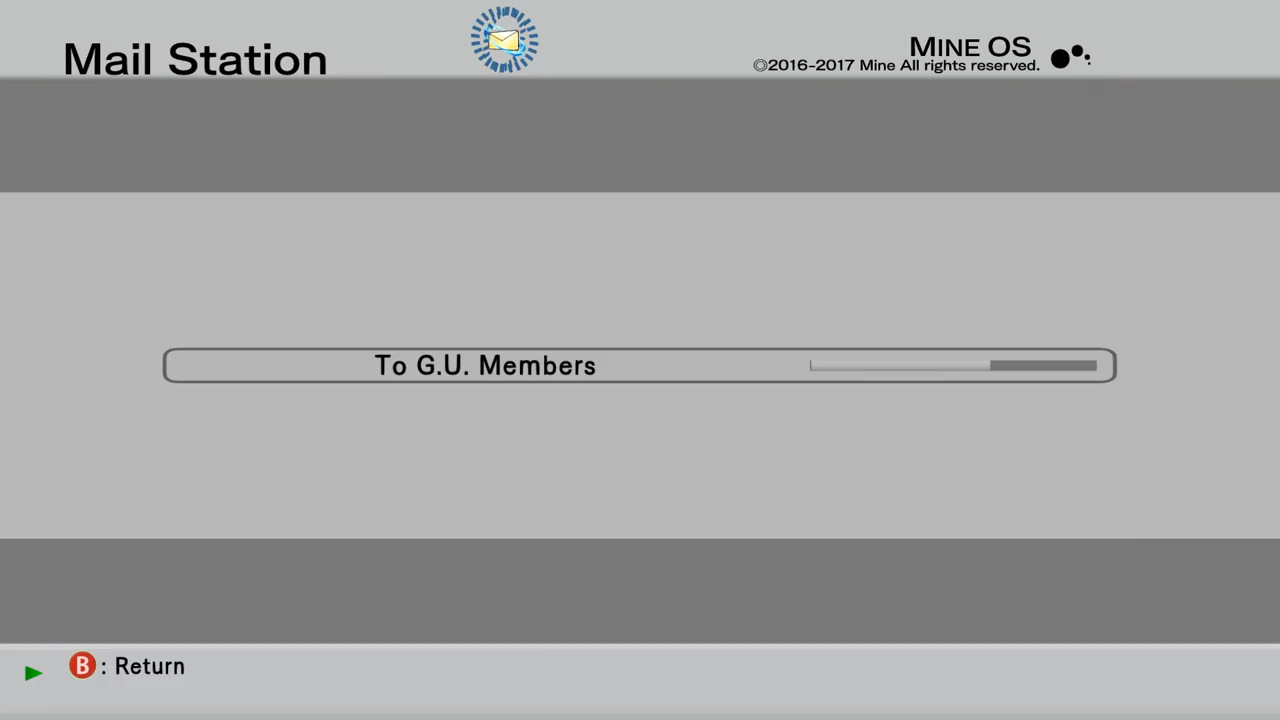 Mail Station
MINE OS
©2016-2017 Mine All rights reserved.
To G.U. Members
B : Return